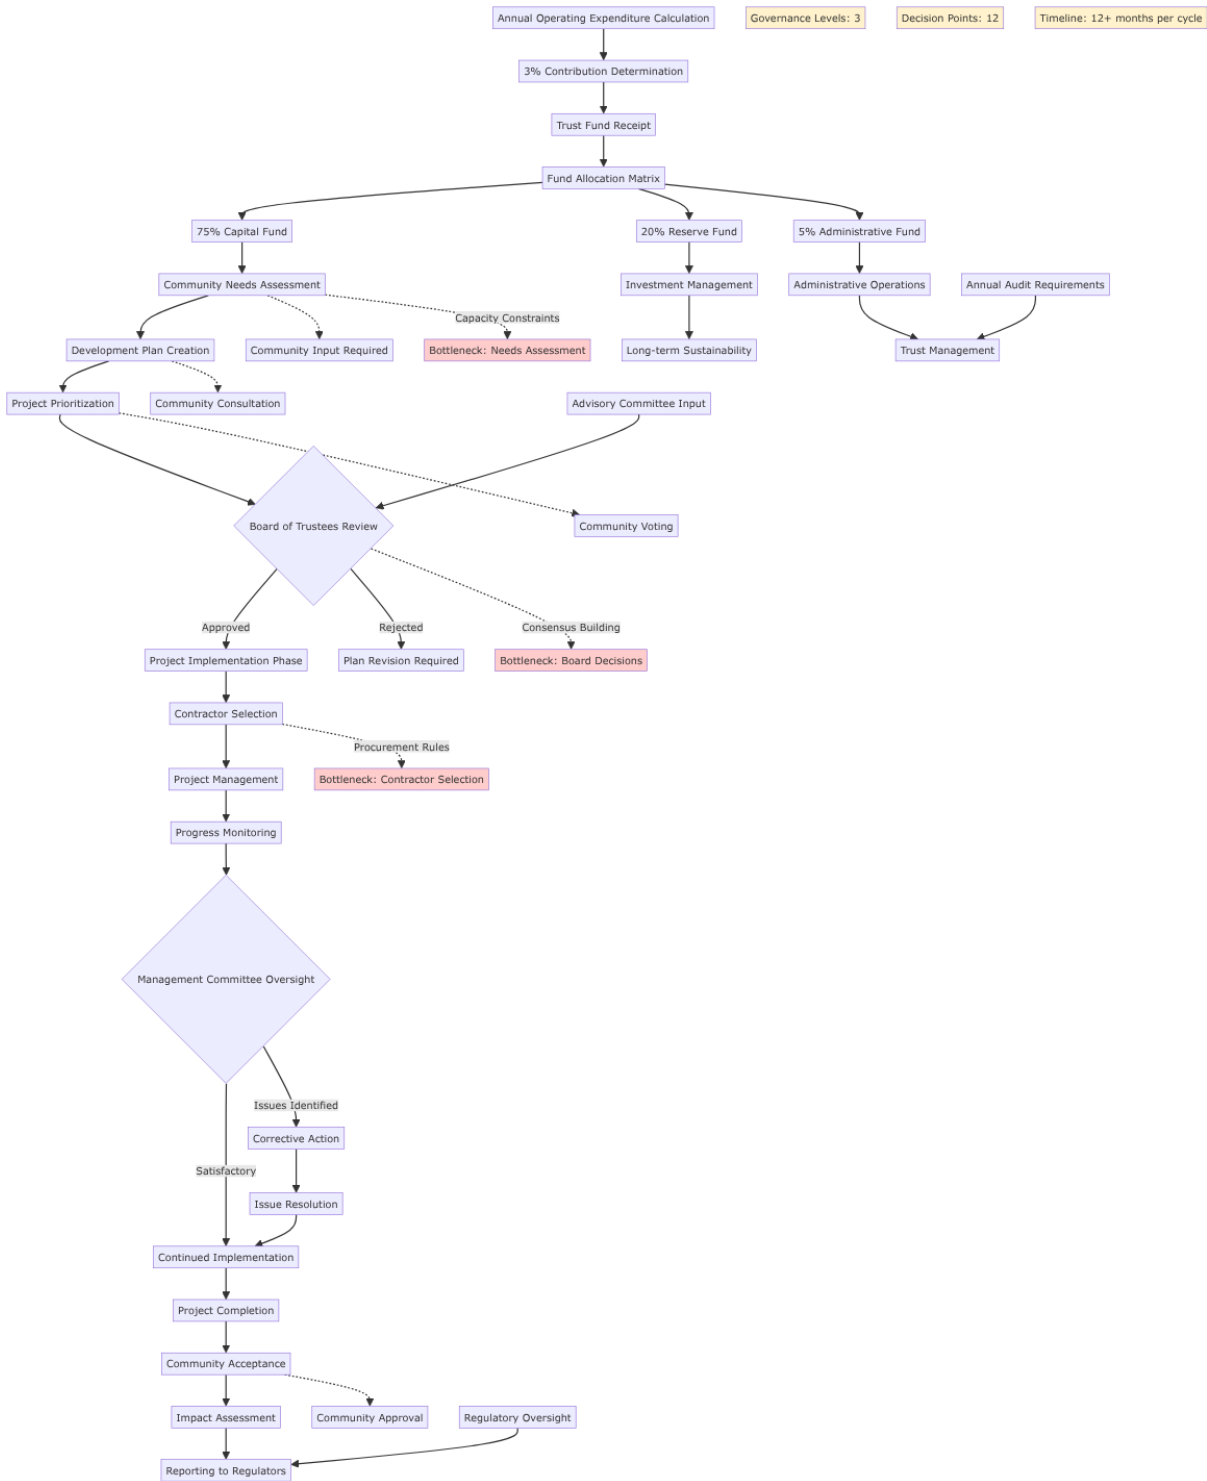 Annual Operating Expenditure Calculation
Governance Levels: 3
Decision Points: 12
Timeline: 12+ months per cycle
3% Contribution Determination
Trust Fund Receipt
Fund Allocation Matrix
75% Capital Fund
20% Reserve Fund
5% Administrative Fund
Community Needs Assessment
Investment Management
Administrative Operations
Annual Audit Requirements
Capacity Constraints
Development Plan Creation
Community Input Required
Bottleneck: Needs Assessment
Long-term Sustainability
Trust Management
Project Prioritization
Community Consultation
Advisory Committee Input
Board of Trustees Review
Community Voting
Approved
Rejected
Consensus Building
Project Implementation Phase
Plan Revision Required
Bottleneck: Board Decisions
Contractor Selection
Procurement Rules
Project Management
Bottleneck: Contractor Selection
Progress Monitoring
Management Committee Oversight
Issues Identified
Corrective Action
Satisfactory
Issue Resolution
Continued Implementation
Project Completion
Community Acceptance
Impact Assessment
Community Approval
Regulatory Oversight
Reporting to Regulators